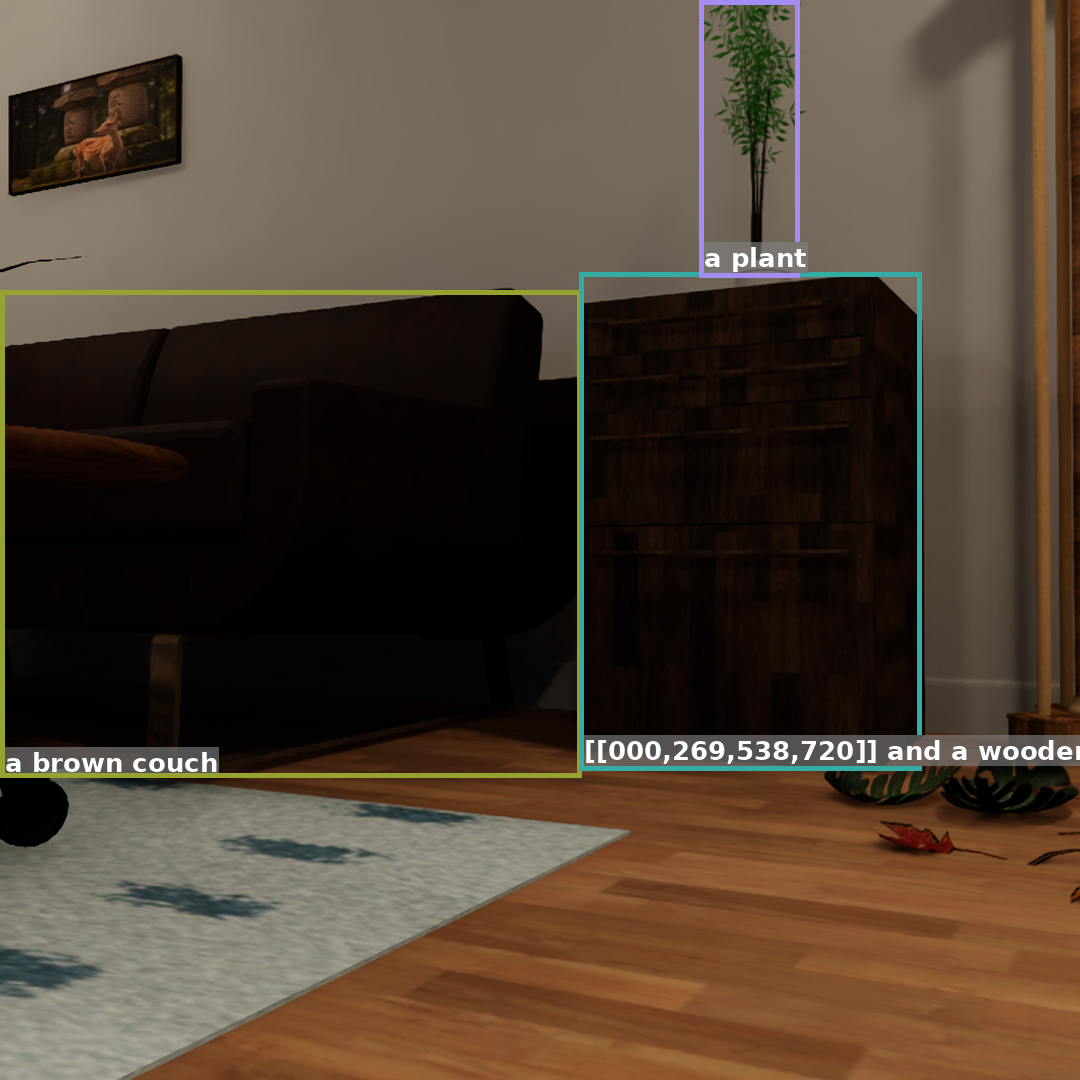 a plant
[[000,269,538,720]] and a wooden
a brown couch